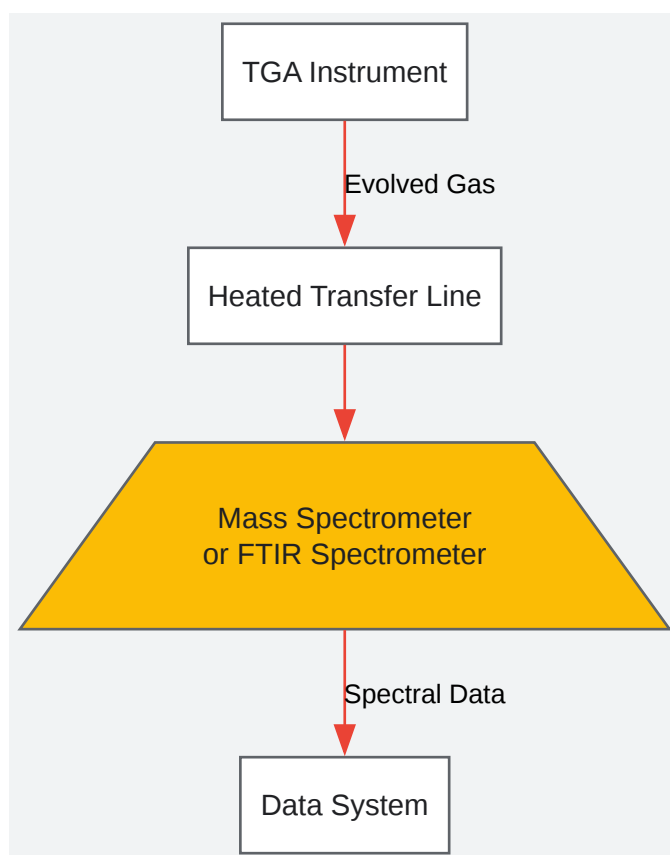 TGA Instrument
Evolved Gas
Heated Transfer Line
Mass Spectrometer
or FTIR Spectrometer
Spectral Data
Data System